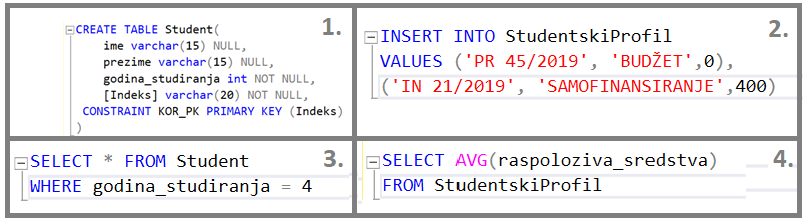 1.
CREATE TABLE Student(
ime varchar(15) NULL,
prezime varchar(15) NULL,
godina_studiranja int NOT NULL,
[Indeks] varchar(20) NOT NULL,
CONSTRAINT KOR_PK PRIMARY KEY (Indeks)
)
2.
INSERT INTO StudentskiProfil
VALUES ('PR 45/2019', 'BUDŽET',0),
('IN 21/2019', 'SAMOFINANSIRANJE',400)
3.
SELECT * FROM Student
WHERE godina_studiranja = 4
4.
SELECT AVG(raspoloziva_sredstva)
FROM StudentskiProfil